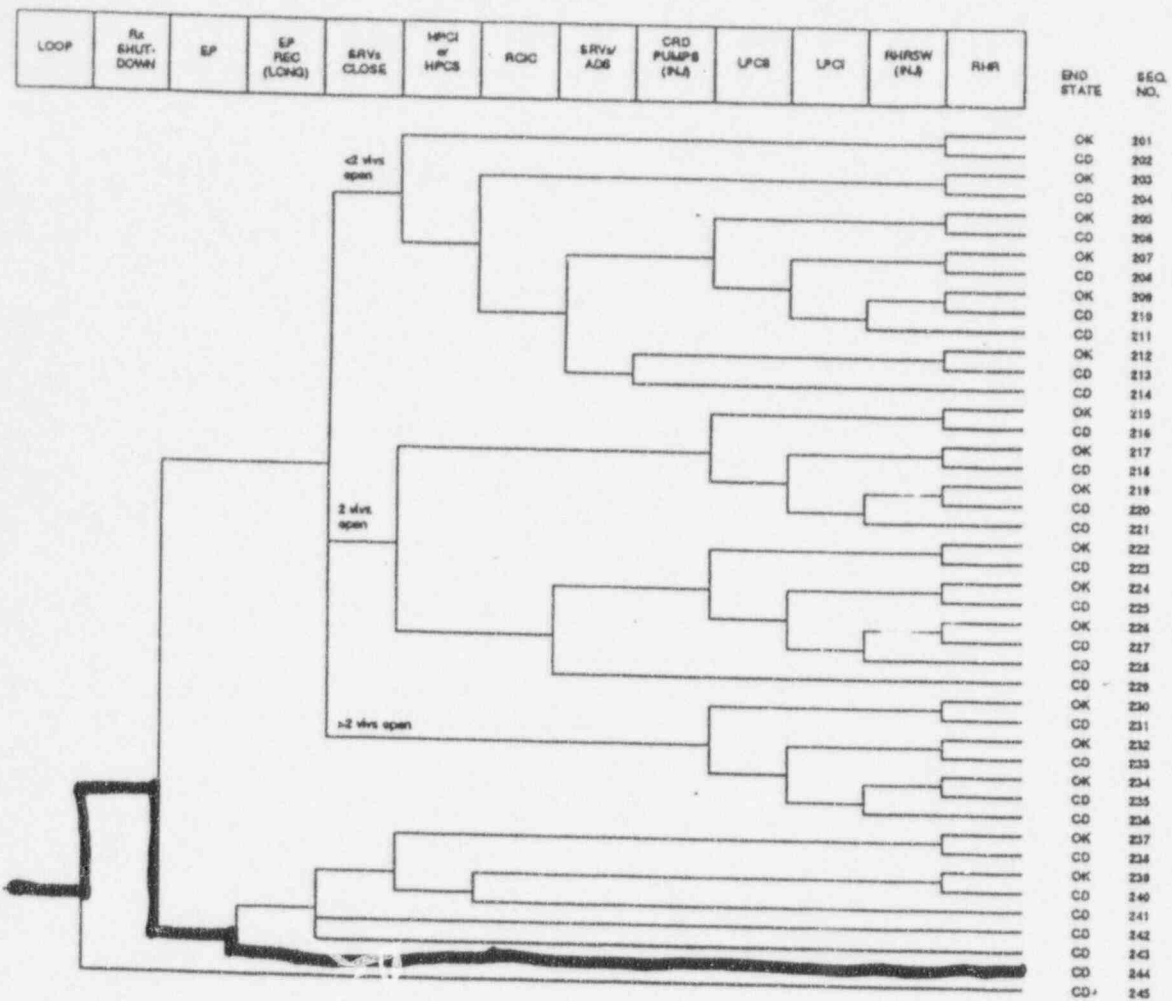 LOOP
Rx SHUT- DOWN
EP
EP REC (LONG)
SRVs CLOSE
HPCI or HPCS
RCIC
SRVs/ ADS
CRD PUMPS (INJ)
LPCS
LPCI
RHRSW (INJ)
RHR
END STATE
SEQ. NO.
OK 201
CD 202
<2 vlvs open
OK 203
CD 204
OK 205
CD 206
OK 207
CD 208
OK 209
CD 210
CD 211
OK 212
CD 213
CD 214
OK 215
CD 216
OK 217
CD 218
OK 219
CD 220
CD 221
2 vlvs open
OK 222
CD 223
OK 224
CD 225
OK 226
CD 227
CD 228
CD 229
OK 230
CD 231
>2 vlvs open
OK 232
CD 233
OK 234
CD 235
CD 236
OK 237
CD 238
OK 239
CD 240
CD 241
CD 242
CD 243
CD 244
CD 245